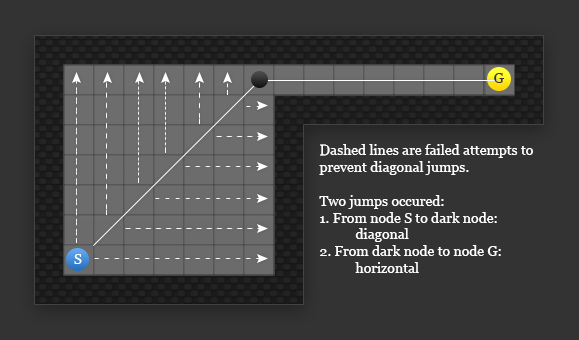 G
Dashed lines are failed attempts to
prevent diagonal jumps.
Two jumps occured:
1. From node S to dark node:
diagonal
2. From dark node to node G:
horizontal
S